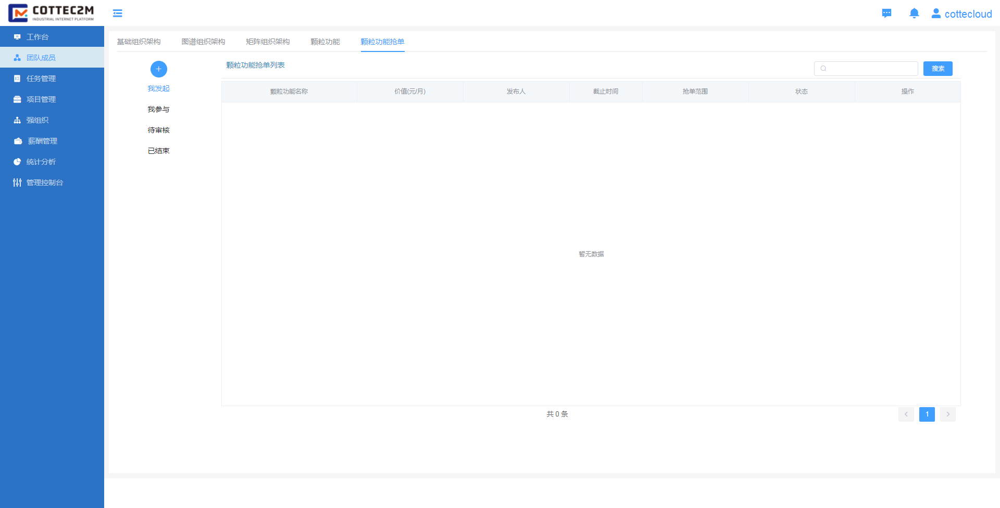 COTTEC2M
INDUSTRIAL INTERNET PLATFORM
cottecloud
工作台
团队成员
任务管理
项目管理
强组织
薪酬管理
统计分析
管理控制台
基础组织架构 图谱组织架构 矩阵组织架构 颗粒功能 颗粒功能抢单
我发起
我参与
待审核
已结束
颗粒功能抢单列表
搜索
颗粒功能名称 价值(元/月) 发布人 截止时间 抢单范围 状态 操作
暂无数据
共 0 条
1